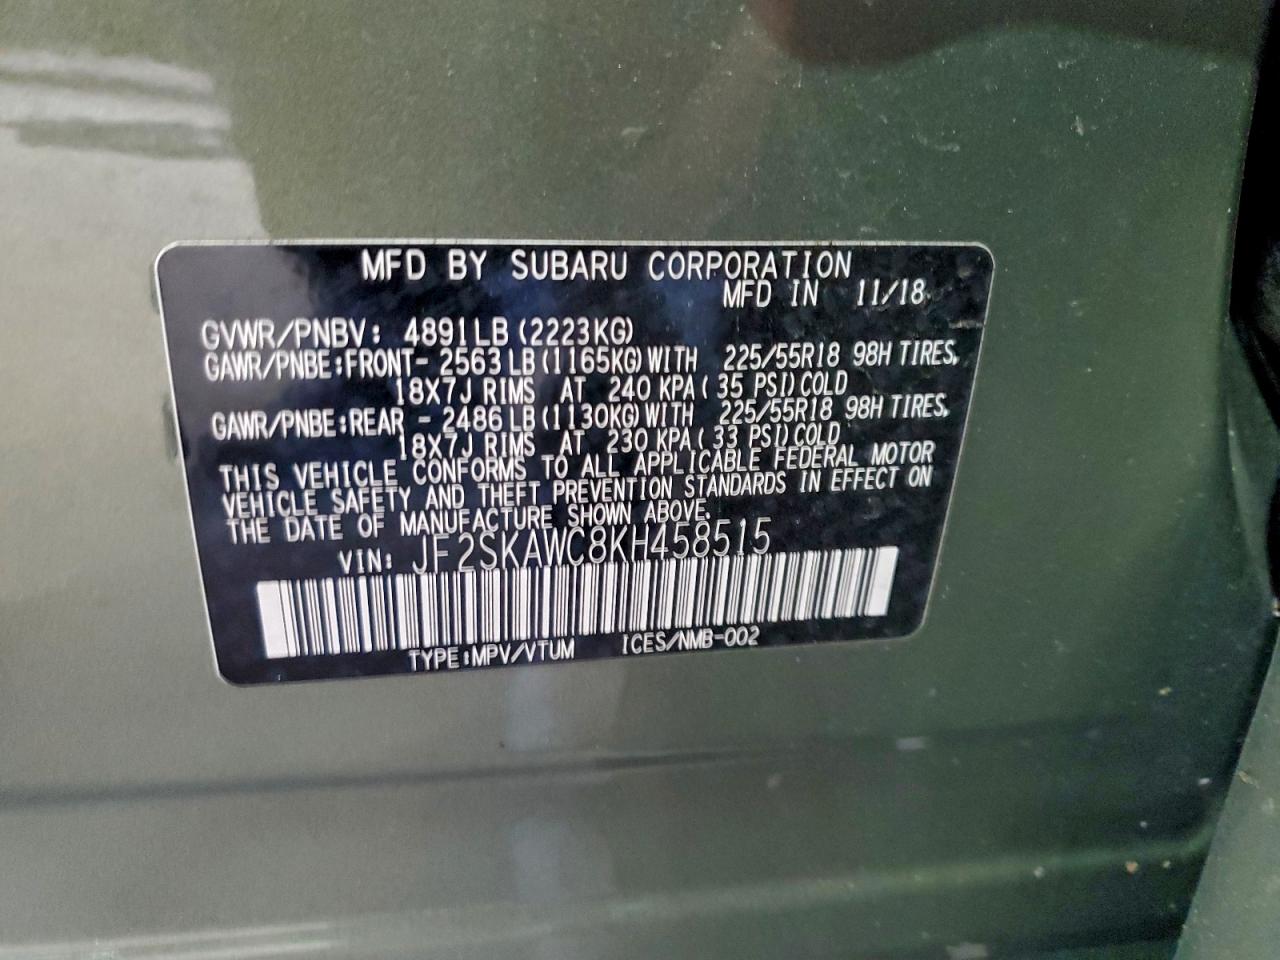 MFD BY SUBARU CORPORATION
MFD IN 11/18
GVWR/PNBV: 4891LB (2223KG)
GAWR/PNBE:FRONT- 2563 LB (1165KG) WITH 225/55R18 98H TIRES,
18X7J RIMS AT 240 KPA ( 35 PSI) COLD
GAWR/PNBE:REAR - 2486 LB (1130KG) WITH 225/55R18 98H TIRES,
18X7J RIMS AT 230 KPA ( 33 PSI) COLD
THIS VEHICLE CONFORMS TO ALL APPLICABLE FEDERAL MOTOR
VEHICLE SAFETY AND THEFT PREVENTION STANDARDS IN EFFECT ON
THE DATE OF MANUFACTURE SHOWN ABOVE.
VIN: JF2SKAWC8KH458515
TYPE:MPV/VTUM ICES/NMB-002